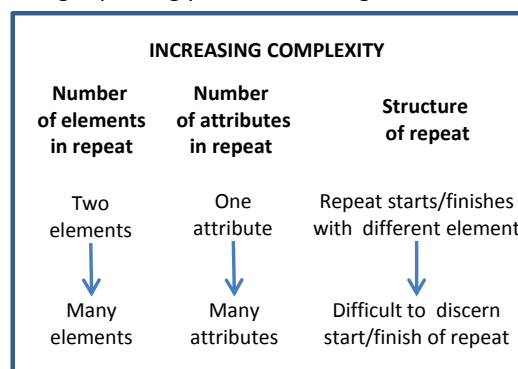 INCREASING COMPLEXITY
Number
of elements
in repeat
Number
of attributes
in repeat
Structure
of repeat
Two
elements
One
attribute
Repeat starts/finishes
with different element
Many
elements
Many
attributes
Difficult to discern
start/finish of repeat